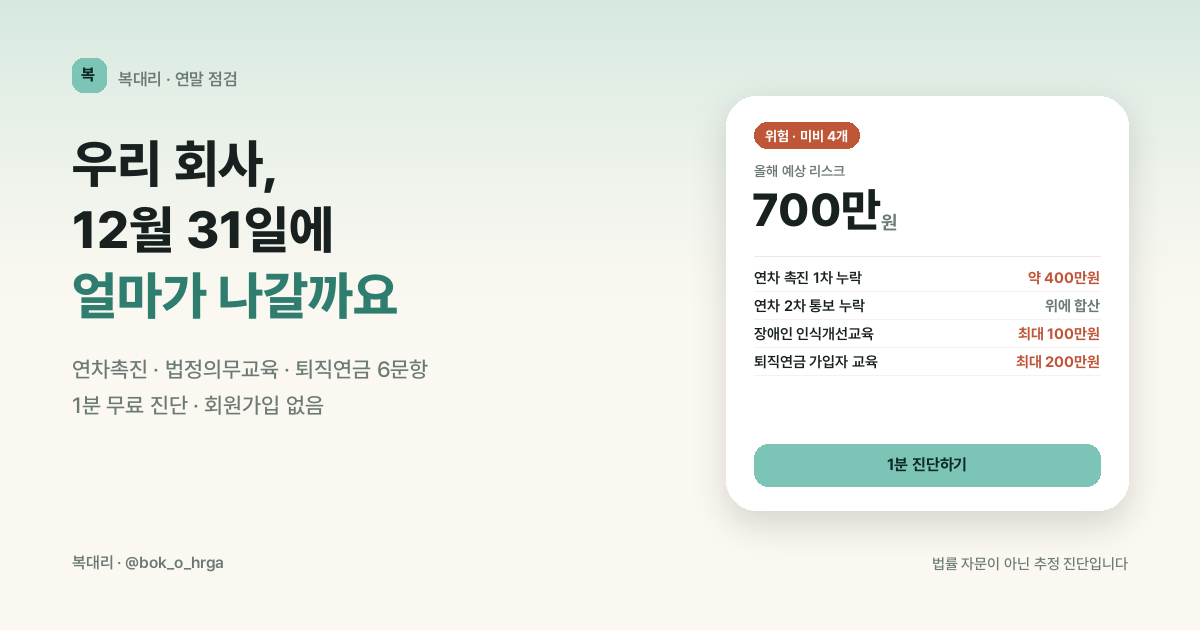 복
복대리 · 연말 점검
우리 회사,
12월 31일에
얼마가 나갈까요
연차촉진 · 법정의무교육 · 퇴직연금 6문항
1분 무료 진단 · 회원가입 없음
위험 · 미비 4개
올해 예상 리스크
700만원
연차 촉진 1차 누락 약 400만원
연차 2차 통보 누락 위에 합산
장애인 인식개선교육 최대 100만원
퇴직연금 가입자 교육 최대 200만원
1분 진단하기
복대리 · @bok_o_hrga
법률 자문이 아닌 추정 진단입니다